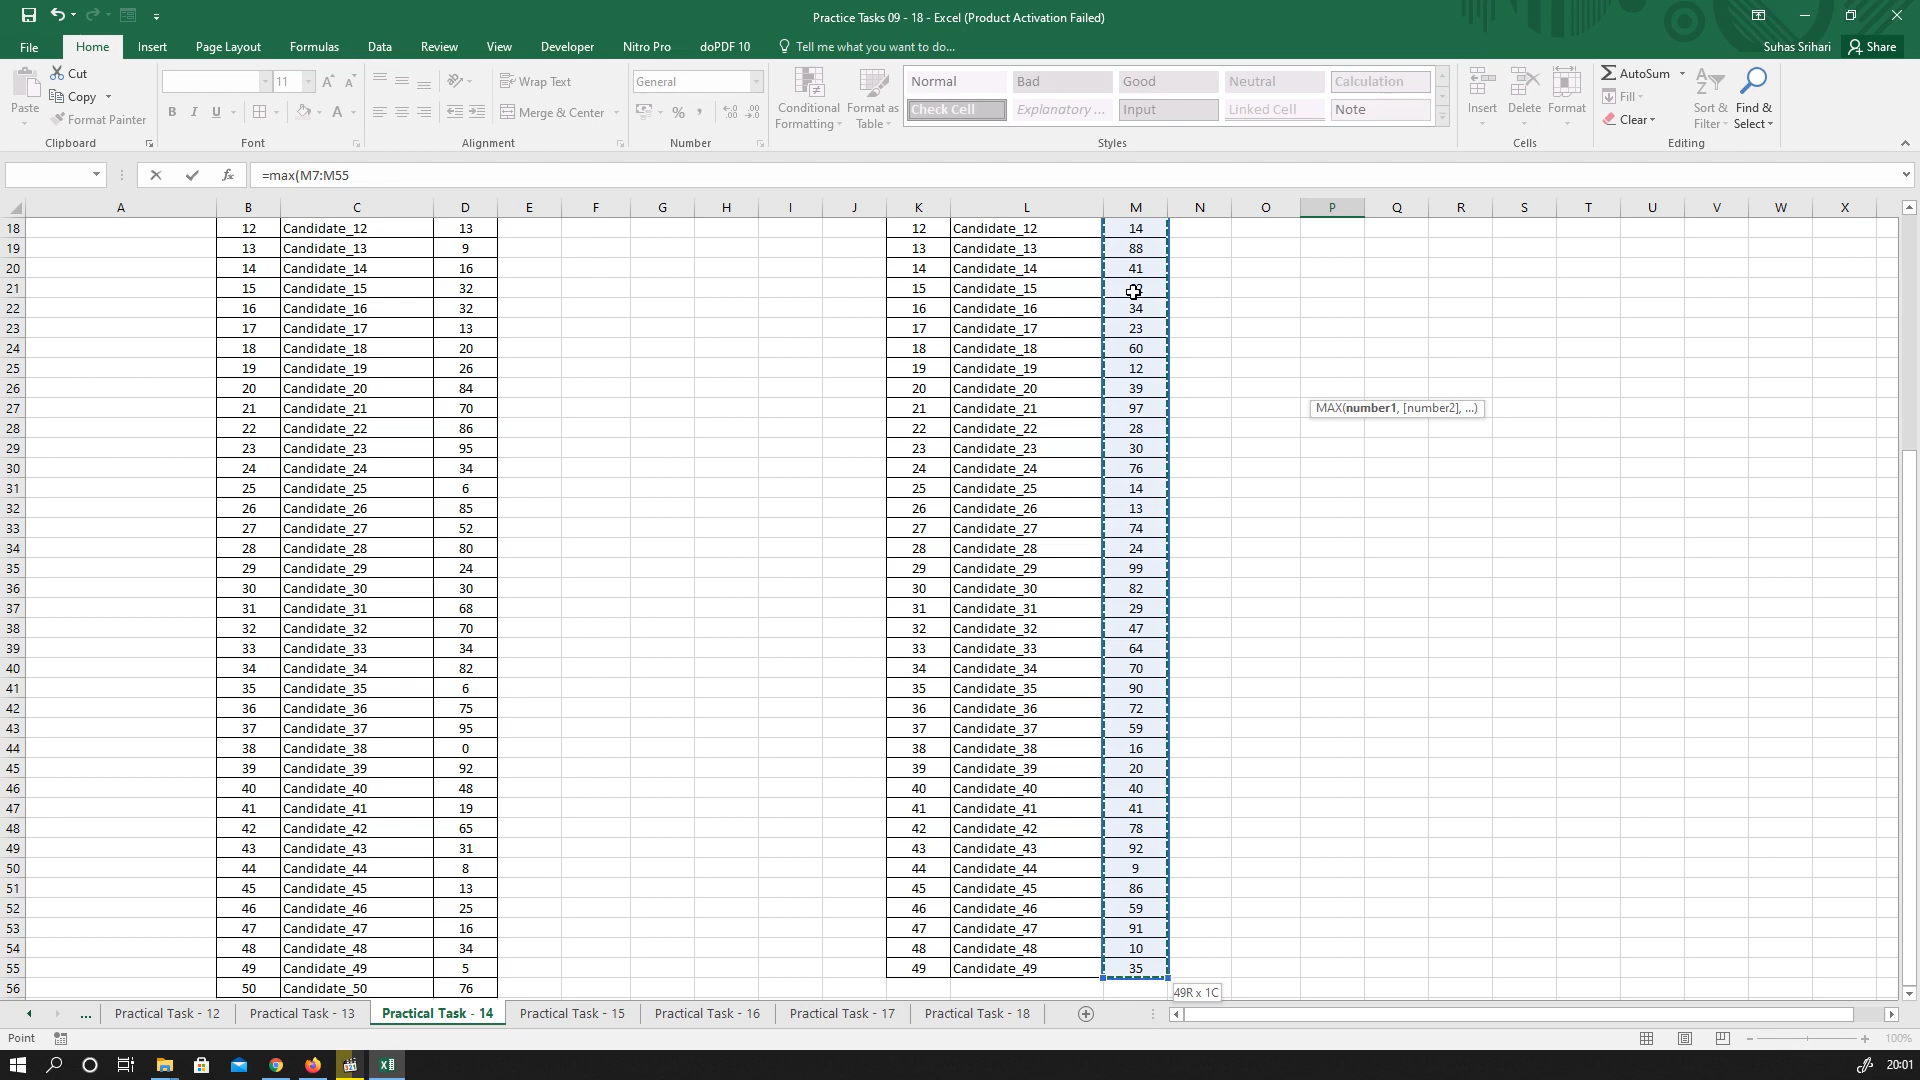 Practice Tasks 09 - 18 - Excel (Product Activation Failed)
File Home Insert Page Layout Formulas Data Review View Developer Nitro Pro doPDF 10 Tell me what you want to do... Suhas Srihari Share
Paste Cut Copy Format Painter
11
Wrap Text Merge & Center
General
% ,
Conditional Formatting Format as Table
Normal Bad Good Neutral Calculation
Check Cell Explanatory ... Input Linked Cell Note
Insert Delete Format
AutoSum Fill Clear Sort & Filter Find & Select
Clipboard Font Alignment Number Styles Cells Editing
=max(M7:M55
A B C D E F G H I J K L M N O P Q R S T U V W X
18 12 Candidate_12 13 12 Candidate_12 14
19 13 Candidate_13 9 13 Candidate_13 88
20 14 Candidate_14 16 14 Candidate_14 41
21 15 Candidate_15 32 15 Candidate_15
22 16 Candidate_16 32 16 Candidate_16 34
23 17 Candidate_17 13 17 Candidate_17 23
24 18 Candidate_18 20 18 Candidate_18 60
25 19 Candidate_19 26 19 Candidate_19 12
26 20 Candidate_20 84 20 Candidate_20 39
27 21 Candidate_21 70 21 Candidate_21 97 MAX(number1, [number2], ...)
28 22 Candidate_22 86 22 Candidate_22 28
29 23 Candidate_23 95 23 Candidate_23 30
30 24 Candidate_24 34 24 Candidate_24 76
31 25 Candidate_25 6 25 Candidate_25 14
32 26 Candidate_26 85 26 Candidate_26 13
33 27 Candidate_27 52 27 Candidate_27 74
34 28 Candidate_28 80 28 Candidate_28 24
35 29 Candidate_29 24 29 Candidate_29 99
36 30 Candidate_30 30 30 Candidate_30 82
37 31 Candidate_31 68 31 Candidate_31 29
38 32 Candidate_32 70 32 Candidate_32 47
39 33 Candidate_33 34 33 Candidate_33 64
40 34 Candidate_34 82 34 Candidate_34 70
41 35 Candidate_35 6 35 Candidate_35 90
42 36 Candidate_36 75 36 Candidate_36 72
43 37 Candidate_37 95 37 Candidate_37 59
44 38 Candidate_38 0 38 Candidate_38 16
45 39 Candidate_39 92 39 Candidate_39 20
46 40 Candidate_40 48 40 Candidate_40 40
47 41 Candidate_41 19 41 Candidate_41 41
48 42 Candidate_42 65 42 Candidate_42 78
49 43 Candidate_43 31 43 Candidate_43 92
50 44 Candidate_44 8 44 Candidate_44 9
51 45 Candidate_45 13 45 Candidate_45 86
52 46 Candidate_46 25 46 Candidate_46 59
53 47 Candidate_47 16 47 Candidate_47 91
54 48 Candidate_48 34 48 Candidate_48 10
55 49 Candidate_49 5 49 Candidate_49 35
56 50 Candidate_50 76 49R x 1C
... Practical Task - 12 Practical Task - 13 Practical Task - 14 Practical Task - 15 Practical Task - 16 Practical Task - 17 Practical Task - 18
Point 100%
20:01